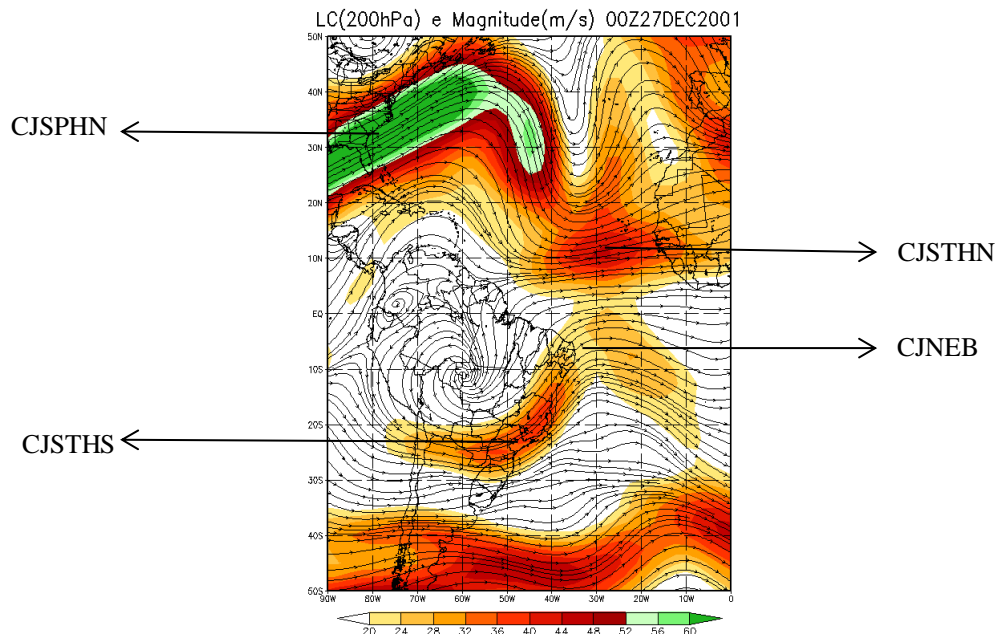 LC(200hPa) e Magnitude(m/s) 00Z27DEC2001
50N
40N
CJSPHN
30N
20N
CJSTHN
10N
EQ
CJNEB
10S
20S
CJSTHS
30S
40S
50S
90W 80W 70W 60W 50W 40W 30W 20W 10W 0
20 24 28 32 36 40 44 48 52 56 60